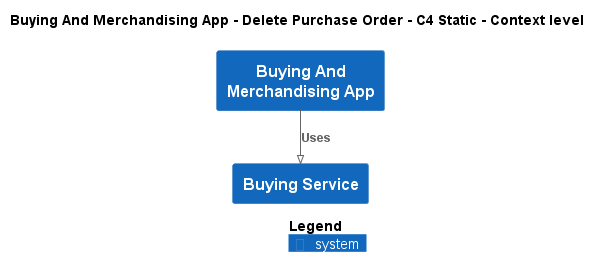 Buying And Merchandising App - Delete Purchase Order - C4 Static - Context level
Buying And
Merchandising App
Uses
Buying Service
Legend
system